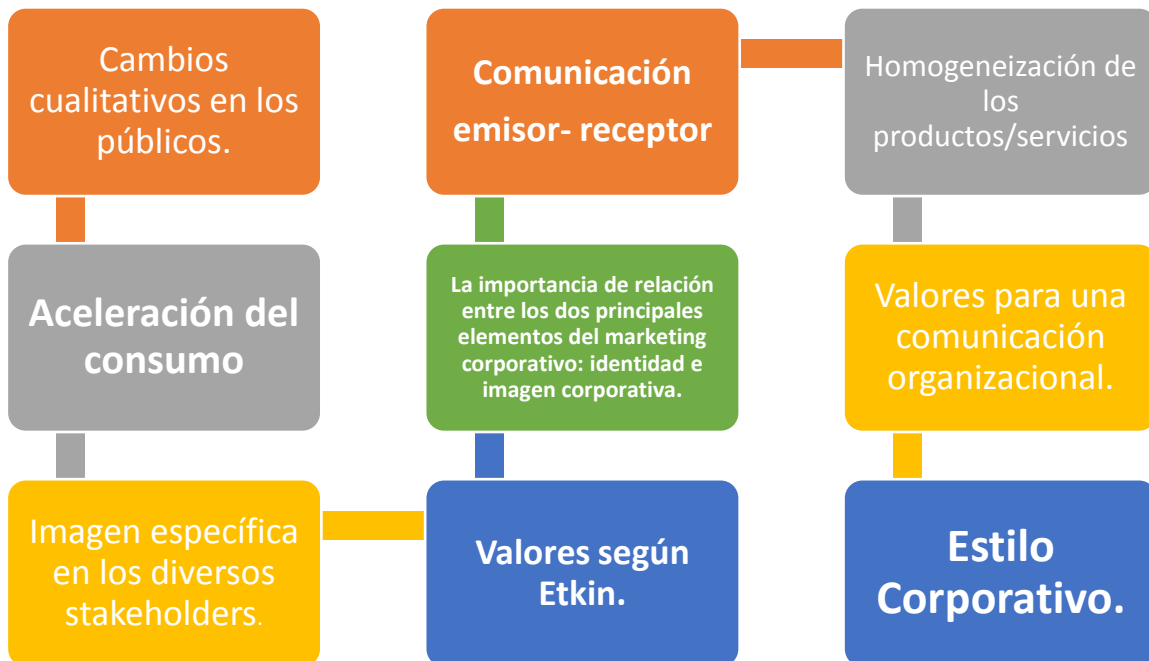 Cambios
cualitativos en los
públicos.
Aceleración del
consumo
Imagen específica
en los diversos
stakeholders.
Valores según
Etkin.
La importancia de relación
entre los dos principales
elementos del marketing
corporativo: identidad e
imagen corporativa.
Comunicación
emisor- receptor
Homogeneización de
los
productos/servicios
Valores para una
comunicación
organizacional.
Estilo
Corporativo.